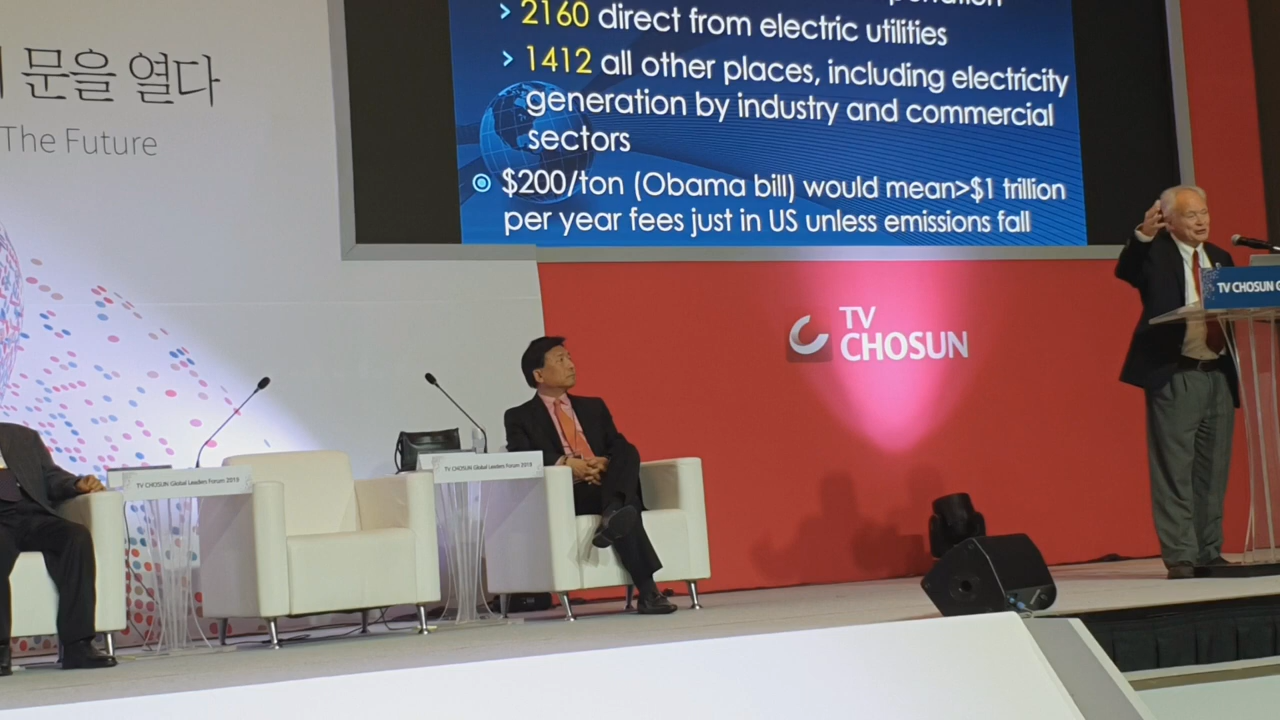 문을 열다
The Future
> 2160 direct from electric utilities
> 1412 all other places, including electricity
generation by industry and commercial
sectors
$200/ton (Obama bill) would mean>$1 trillion
per year fees just in US unless emissions fall
TV
CHOSUN
TV CHOSUN G
TV CHOSUN Global Leaders Forum 2019
TV CHOSUN Global Leaders Forum 2019